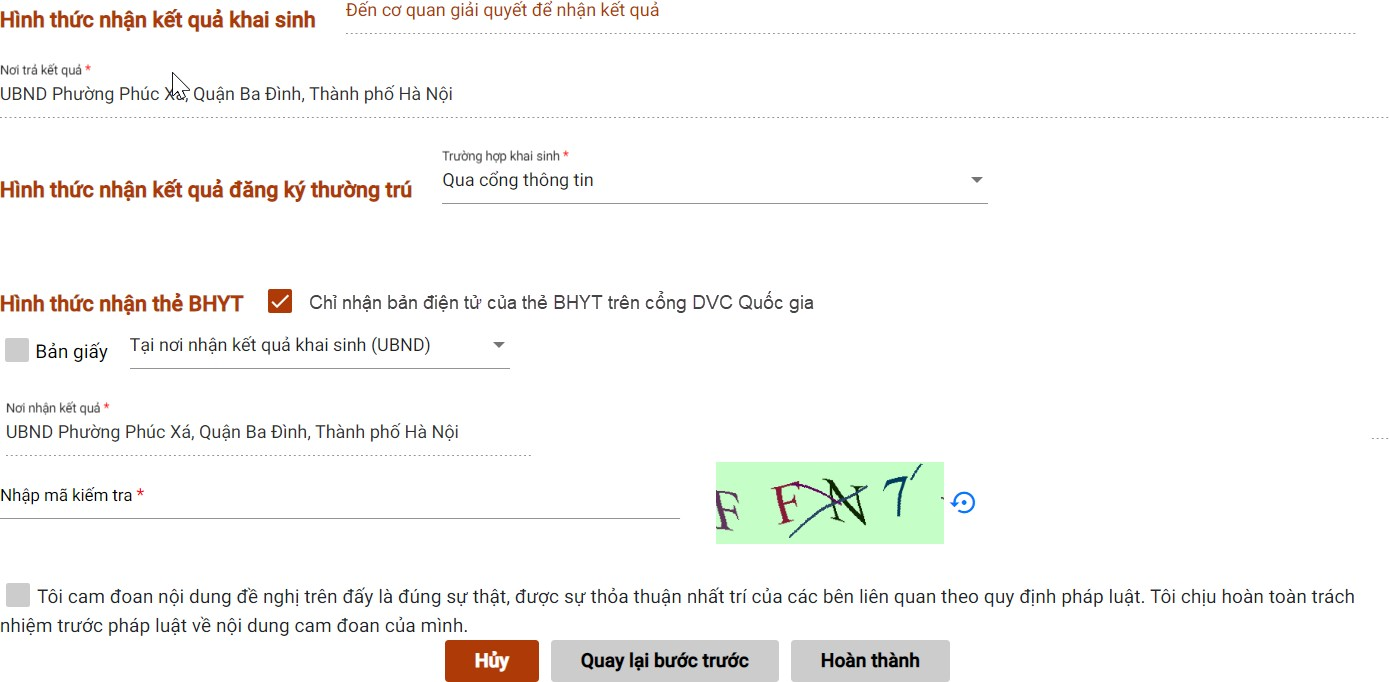 Hình thức nhận kết quả khai sinh
Đến cơ quan giải quyết để nhận kết quả
Nơi trả kết quả *
UBND Phường Phúc Xá, Quận Ba Đình, Thành phố Hà Nội
Trường hợp khai sinh *
Hình thức nhận kết quả đăng ký thường trú
Qua cổng thông tin
Hình thức nhận thẻ BHYT
Chỉ nhận bản điện tử của thẻ BHYT trên cổng DVC Quốc gia
Bản giấy
Tại nơi nhận kết quả khai sinh (UBND)
Nơi nhận kết quả *
UBND Phường Phúc Xá, Quận Ba Đình, Thành phố Hà Nội
Nhập mã kiểm tra *
Tôi cam đoan nội dung đề nghị trên đấy là đúng sự thật, được sự thỏa thuận nhất trí của các bên liên quan theo quy định pháp luật. Tôi chịu hoàn toàn trách
nhiệm trước pháp luật về nội dung cam đoan của mình.
Hủy
Quay lại bước trước
Hoàn thành